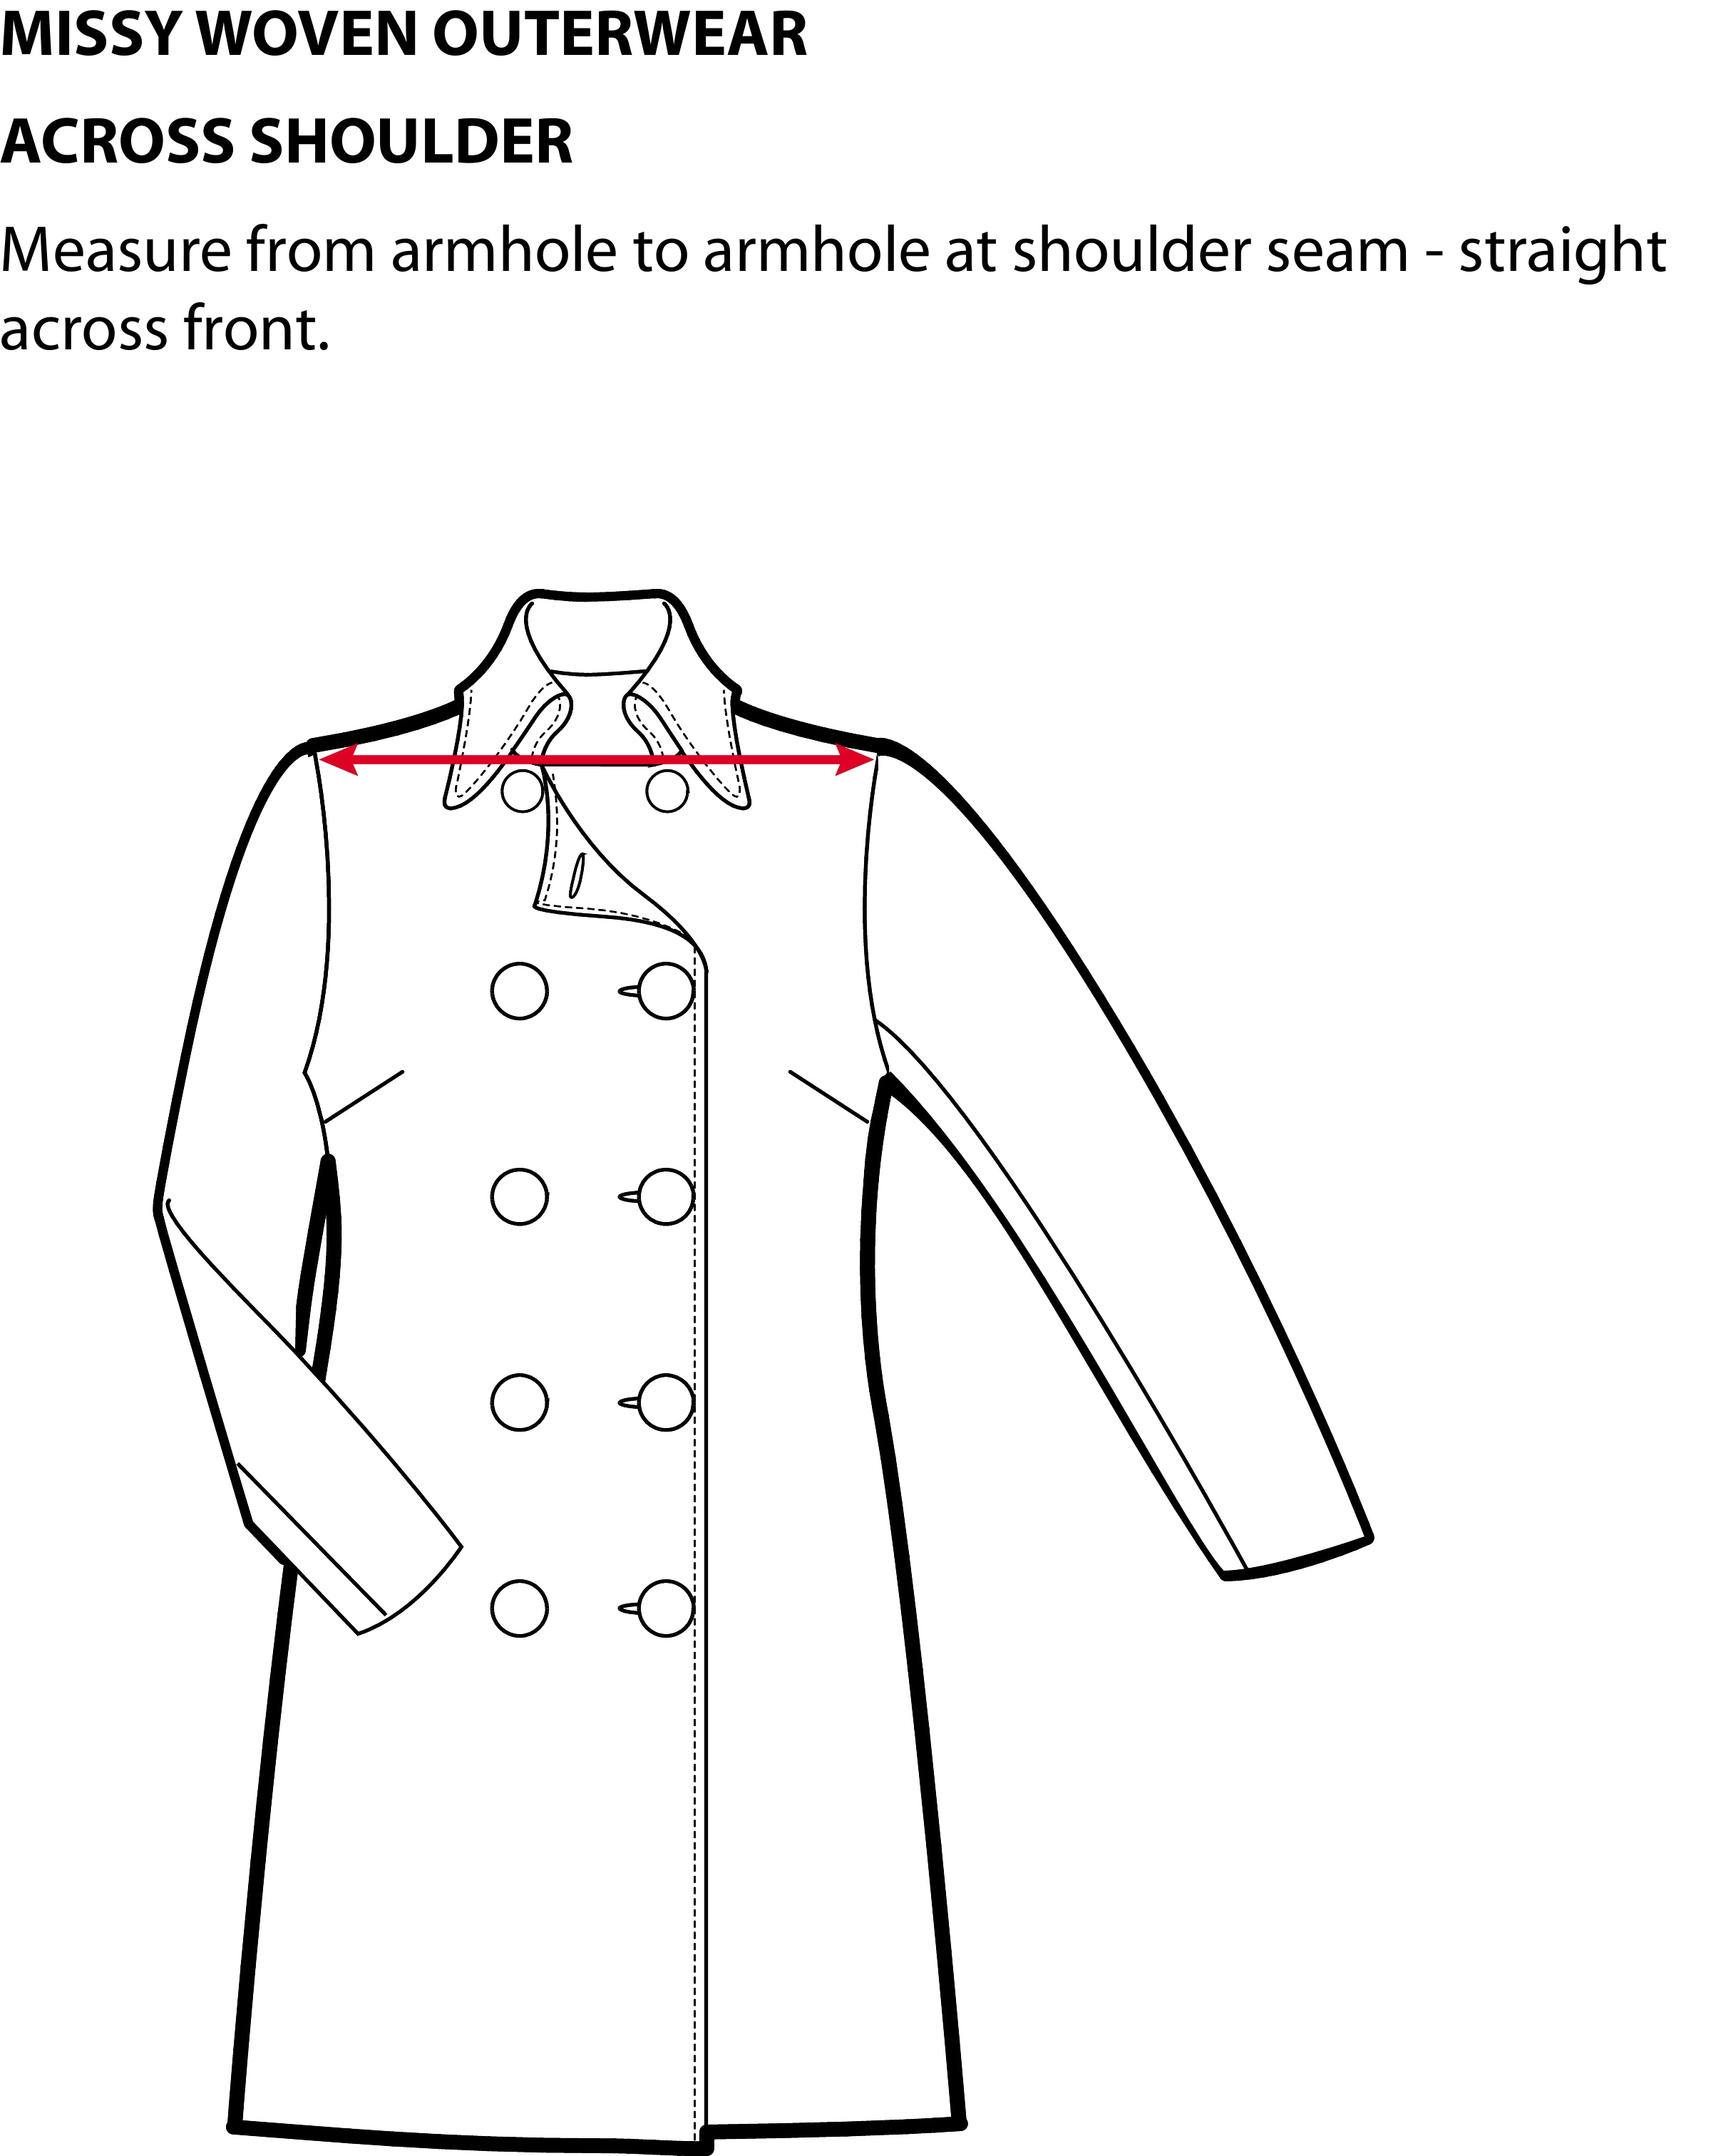 MISSY WOVEN OUTERWEAR
ACROSS SHOULDER
Measure from armhole to armhole at shoulder seam - straight
across front.